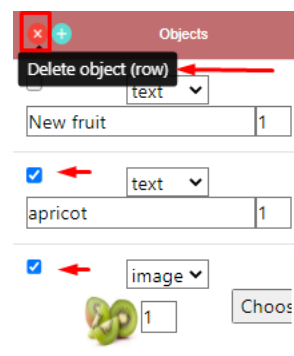 Objects
Delete object (row)
text
New fruit 1
text
apricot 1
image
1 Choos